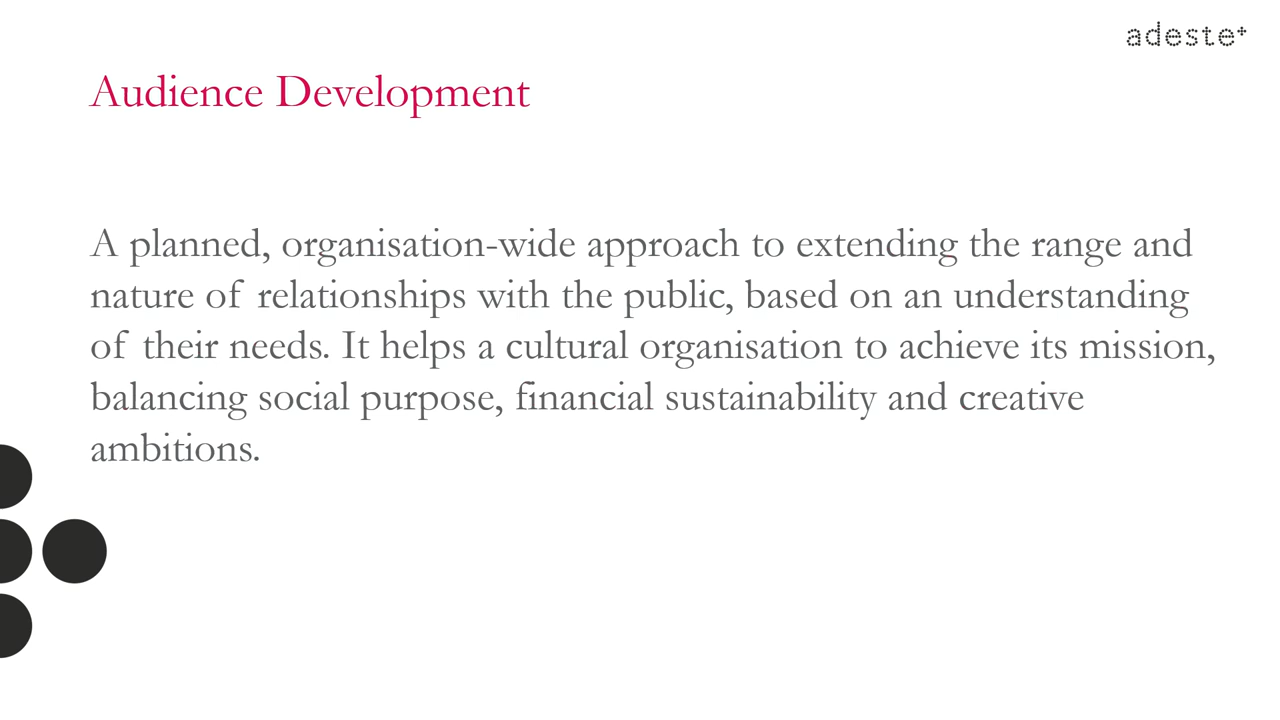 adeste+
Audience Development
A planned, organisation-wide approach to extending the range and
nature of relationships with the public, based on an understanding
of their needs. It helps a cultural organisation to achieve its mission,
balancing social purpose, financial sustainability and creative
ambitions.